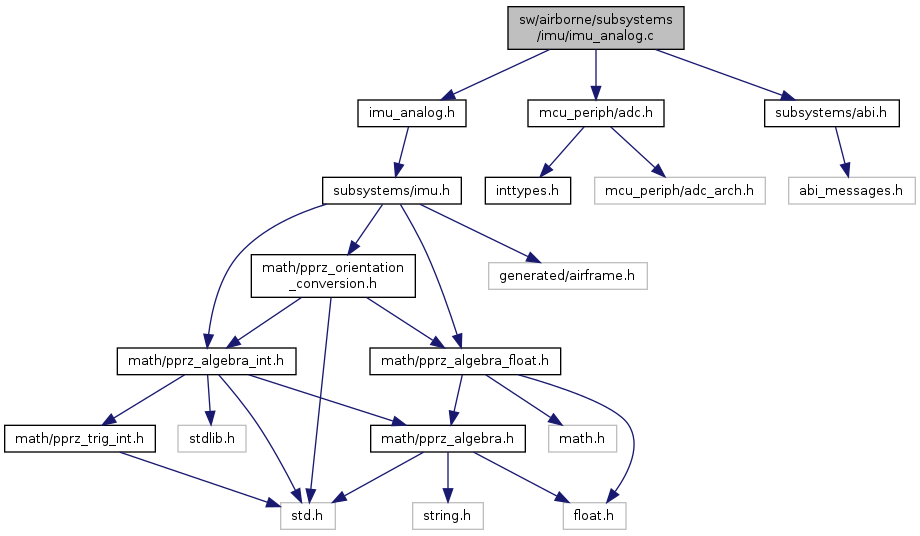 sw/airborne/subsystems
/imu/imu_analog.c
imu_analog.h
mcu_periph/adc.h
subsystems/abi.h
subsystems/imu.h
inttypes.h
mcu_periph/adc_arch.h
abi_messages.h
math/pprz_orientation
_conversion.h
generated/airframe.h
math/pprz_algebra_int.h
math/pprz_algebra_float.h
math/pprz_trig_int.h
stdlib.h
math/pprz_algebra.h
math.h
std.h
string.h
float.h